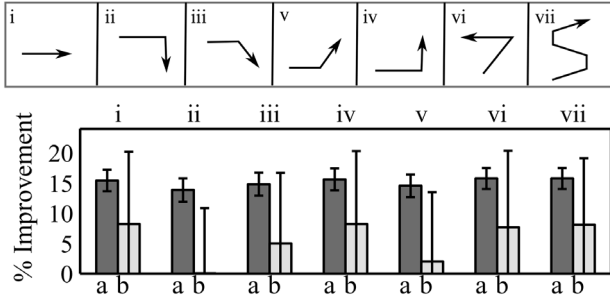 i ii iii v iv vi vii
i ii iii iv v vi vii
% Improvement
20
15
10
5
0
a b a b a b a b a b a b a b